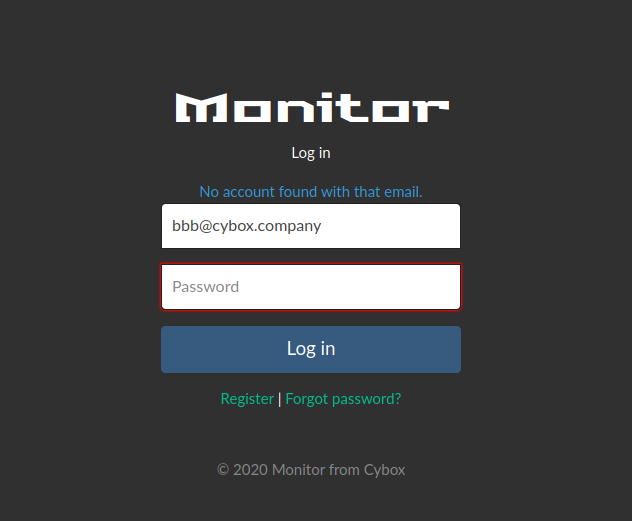 Monitor
Log in
No account found with that email.
bbb@cybox.company
Password
Log in
Register | Forgot password?
© 2020 Monitor from Cybox